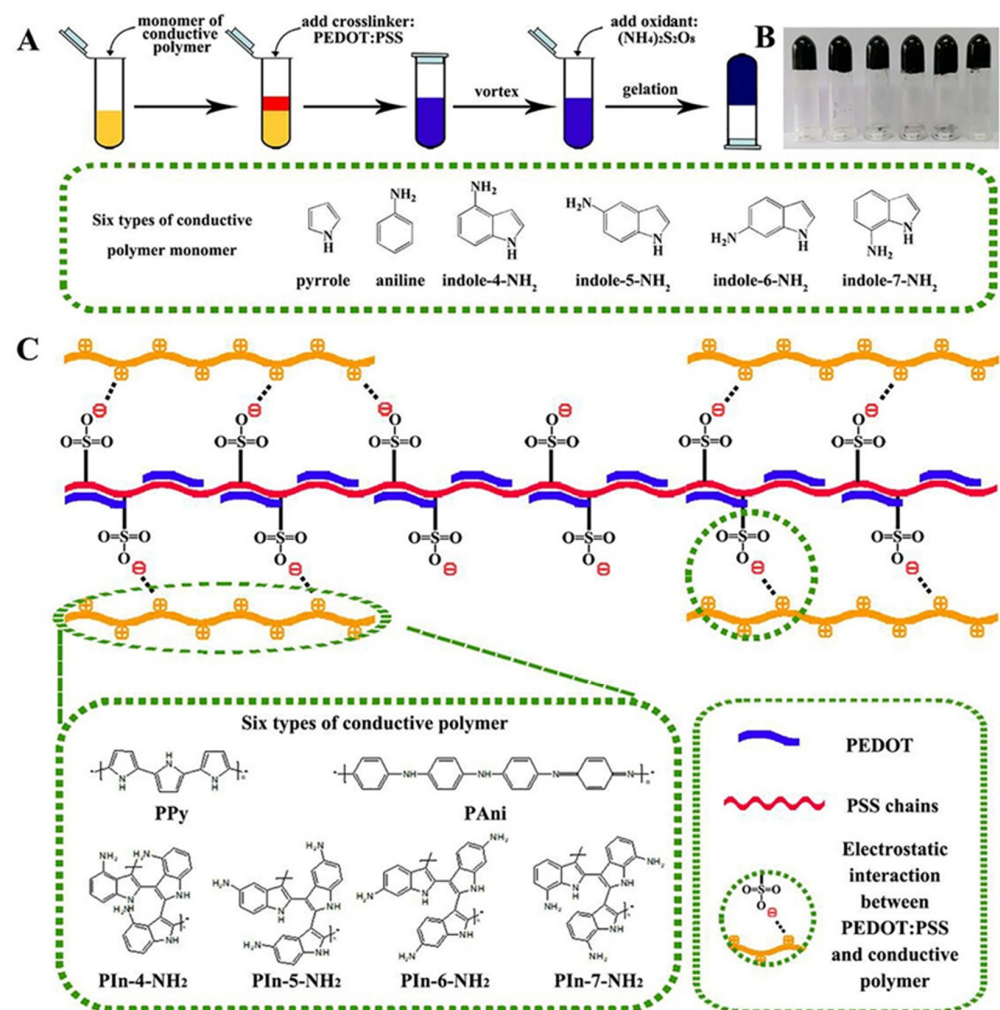 A
monomer of
conductive
polymer
add crosslinker:
PEDOT:PSS
vortex
add oxidant:
(NH₄)₂S₂O₈
gelation
B
Six types of conductive
polymer monomer
N
H
pyrrole
NH₂
aniline
NH₂
N
H
indole-4-NH₂
H₂N
N
H
indole-5-NH₂
H₂N
N
H
indole-6-NH₂
N
H
NH₂
indole-7-NH₂
C
⊕ ⊕ ⊕ ⊕ ⊕ ⊕ ⊕ ⊕
⊕ ⊕ ⊕ ⊕ ⊕ ⊕ ⊕ ⊕
⊖ ⊖ ⊖ ⊖ ⊖ ⊖
O O O O O O
O=S=O O=S=O O=S=O O=S=O O=S=O O=S=O
O=S=O O=S=O O=S=O O=S=O O=S=O O=S=O
O O O O O O
⊖ ⊖ ⊖ ⊖ ⊖ ⊖
⊕ ⊕ ⊕ ⊕ ⊕ ⊕ ⊕ ⊕
⊕ ⊕ ⊕ ⊕ ⊕ ⊕ ⊕ ⊕
Six types of conductive polymer
PPy
NH NH N N
PAni
PIn-4-NH₂
PIn-5-NH₂
PIn-6-NH₂
PIn-7-NH₂
PEDOT
PSS chains
Electrostatic
interaction
between
PEDOT:PSS
and conductive
polymer
O=S=O
O
⊖
⊕ ⊕